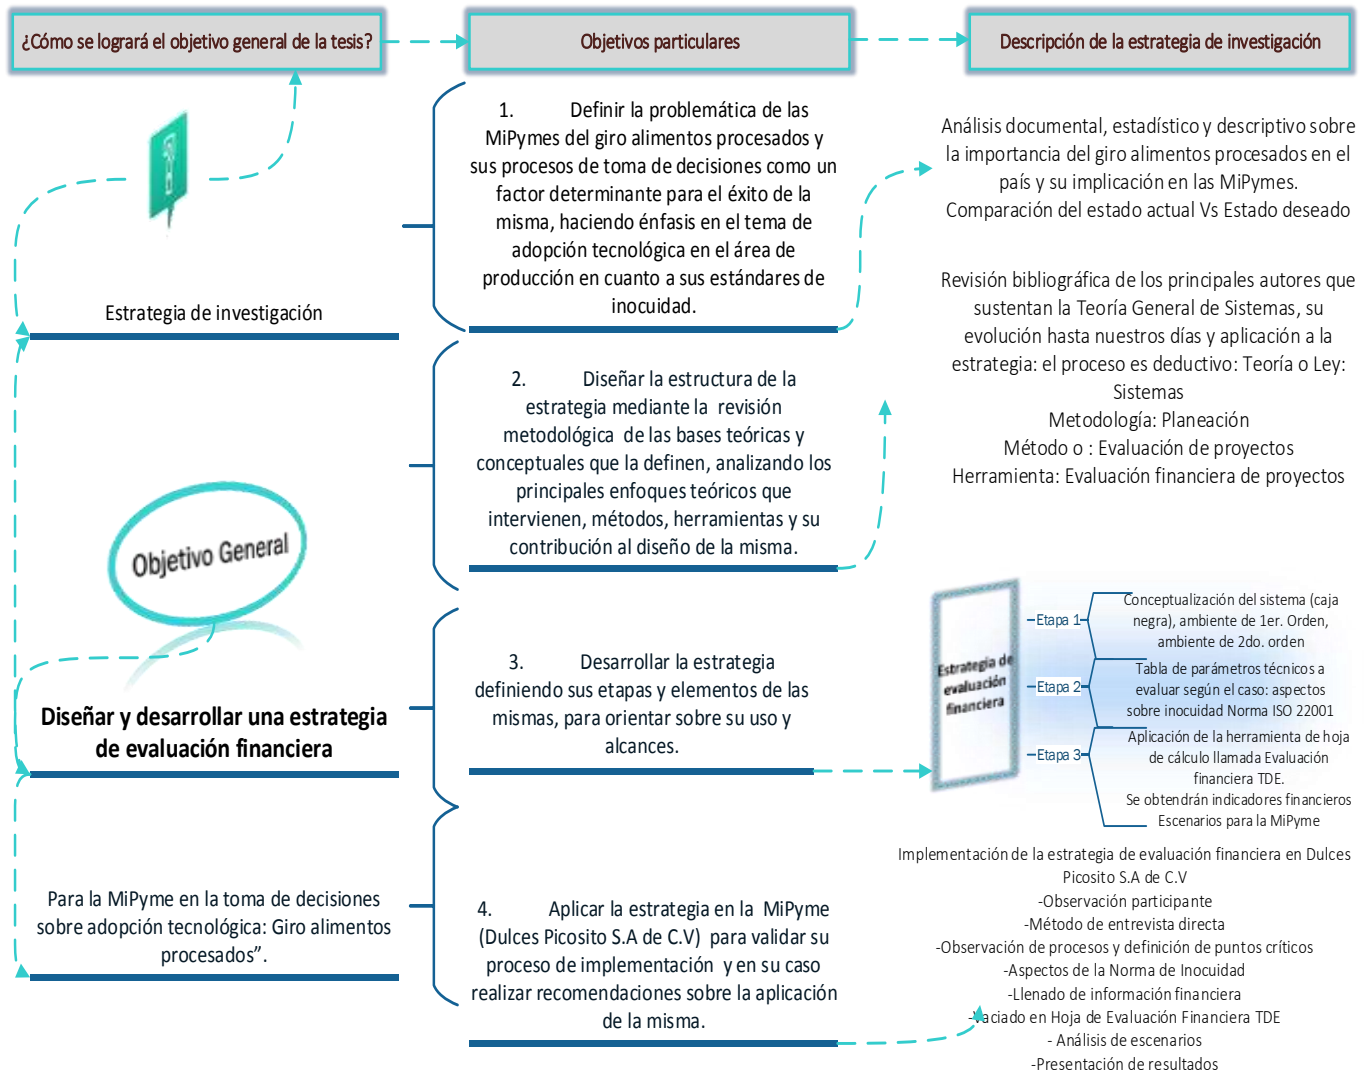 ¿Cómo se logrará el objetivo general de la tesis?
Objetivos particulares
Descripción de la estrategia de investigación
Estrategia de investigación
Objetivo General
Diseñar y desarrollar una estrategia
de evaluación financiera
Para la MiPyme en la toma de decisiones
sobre adopción tecnológica: Giro alimentos
procesados”.
1. Definir la problemática de las
MiPymes del giro alimentos procesados y
sus procesos de toma de decisiones como un
factor determinante para el éxito de la
misma, haciendo énfasis en el tema de
adopción tecnológica en el área de
producción en cuanto a sus estándares de
inocuidad.
2. Diseñar la estructura de la
estrategia mediante la revisión
metodológica de las bases teóricas y
conceptuales que la definen, analizando los
principales enfoques teóricos que
intervienen, métodos, herramientas y su
contribución al diseño de la misma.
3. Desarrollar la estrategia
definiendo sus etapas y elementos de las
mismas, para orientar sobre su uso y
alcances.
4. Aplicar la estrategia en la MiPyme
(Dulces Picosito S.A de C.V) para validar su
proceso de implementación y en su caso
realizar recomendaciones sobre la aplicación
de la misma.
Análisis documental, estadístico y descriptivo sobre
la importancia del giro alimentos procesados en el
país y su implicación en las MiPymes.
Comparación del estado actual Vs Estado deseado
Revisión bibliográfica de los principales autores que
sustentan la Teoría General de Sistemas, su
evolución hasta nuestros días y aplicación a la
estrategia: el proceso es deductivo: Teoría o Ley:
Sistemas
Metodología: Planeación
Método o : Evaluación de proyectos
Herramienta: Evaluación financiera de proyectos
Estrategia de
evaluación
financiera
Etapa 1
Conceptualización del sistema (caja
negra), ambiente de 1er. Orden,
ambiente de 2do. orden
Etapa 2
Tabla de parámetros técnicos a
evaluar según el caso: aspectos
sobre inocuidad Norma ISO 22001
Etapa 3
Aplicación de la herramienta de hoja
de cálculo llamada Evaluación
financiera TDE.
Se obtendrán indicadores financieros
Escenarios para la MiPyme
Implementación de la estrategia de evaluación financiera en Dulces
Picosito S.A de C.V
-Observación participante
-Método de entrevista directa
-Observación de procesos y definición de puntos críticos
-Aspectos de la Norma de Inocuidad
-Llenado de información financiera
-Vaciado en Hoja de Evaluación Financiera TDE
- Análisis de escenarios
-Presentación de resultados